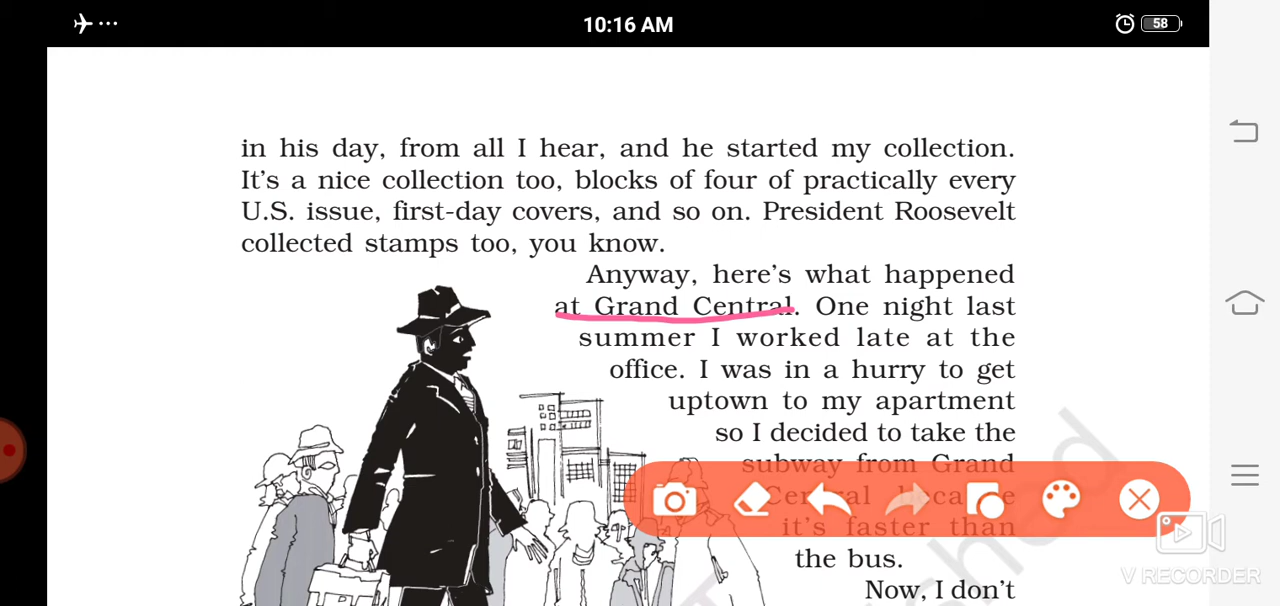 10:16 AM
58
in his day, from all I hear, and he started my collection.
It's a nice collection too, blocks of four of practically every
U.S. issue, first-day covers, and so on. President Roosevelt
collected stamps too, you know.
Anyway, here's what happened
at Grand Central. One night last
summer I worked late at the
office. I was in a hurry to get
uptown to my apartment
so I decided to take the
subway from Grand
Central because
it's faster than
the bus.
Now, I don't
V RECORDER